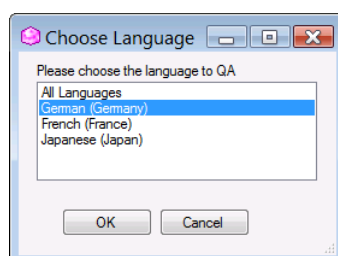 Choose Language
Please choose the language to QA
All Languages
German (Germany)
French (France)
Japanese (Japan)
OK Cancel